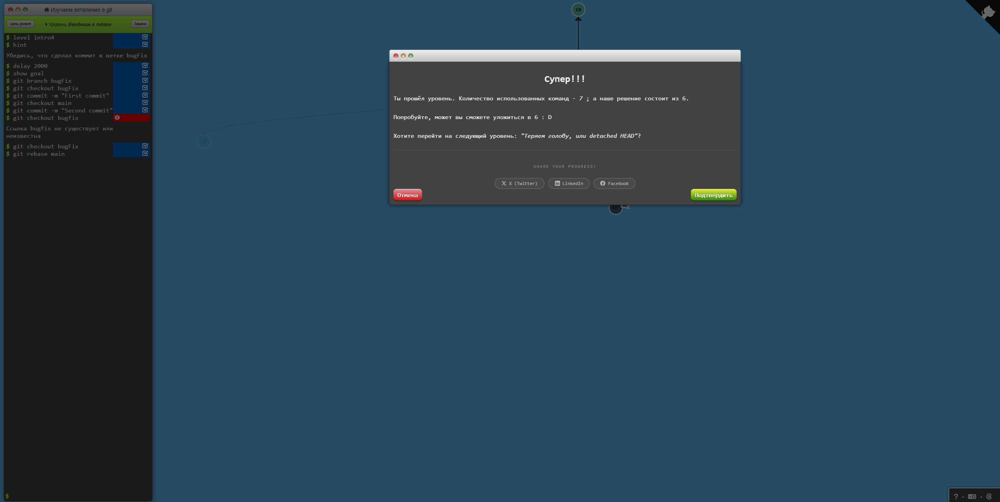 Изучаем ветвление в git
Цель уровня
Уровень Введение в rebase
Задача
$ level intro4
$ hint
Убедись, что сделал коммит в ветке bugFix
$ delay 2000
$ show goal
$ git branch bugFix
$ git checkout bugFix
$ git commit -m "First commit"
$ git checkout main
$ git commit -m "Second commit"
$ git checkout bugfix
Ссылка bugfix не существует или
неизвестна
$ git checkout bugFix
$ git rebase main
$
C0
C2
Супер!!!
Ты прошёл уровень. Количество использованных команд - 7 ; а наше решение состоит из 6.
Попробуйте, может вы сможете уложиться в 6 : D
Хотите перейти на следующий уровень: "Теряем голову, или detached HEAD"?
SHARE YOUR PROGRESS!
X (Twitter)
LinkedIn
Facebook
Отмена
Подтвердить
C2'
?